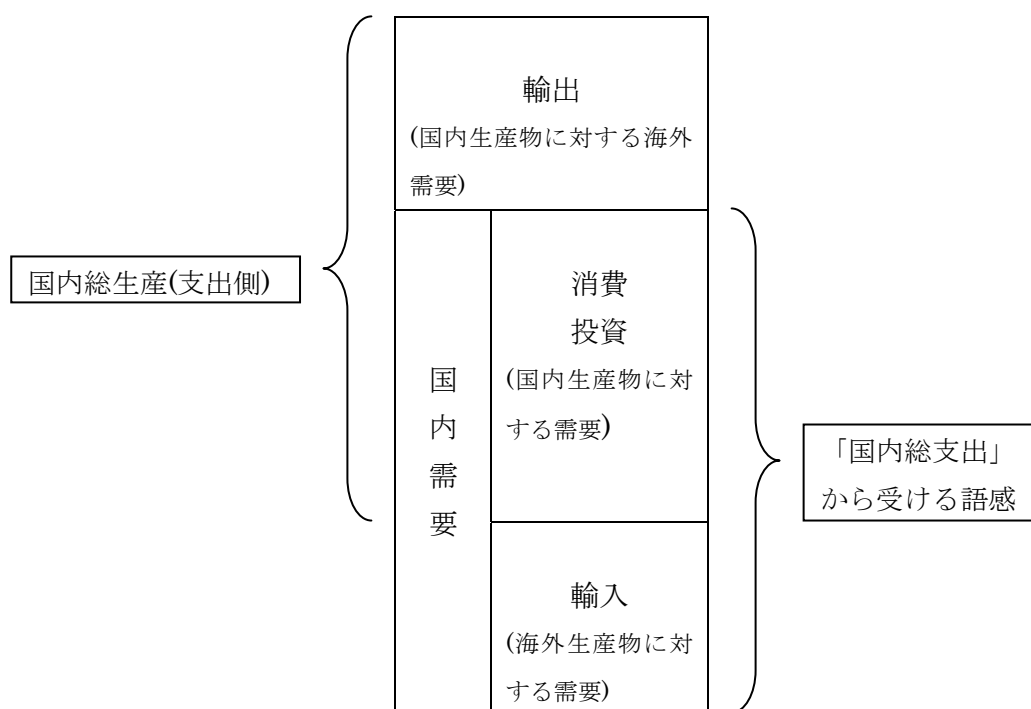 輸出
(国内生産物に対する海外
需要)
国内総生産(支出側)
国
内
需
要
消費
投資
(国内生産物に対
する需要)
輸入
(海外生産物に対
する需要)
「国内総支出」
から受ける語感